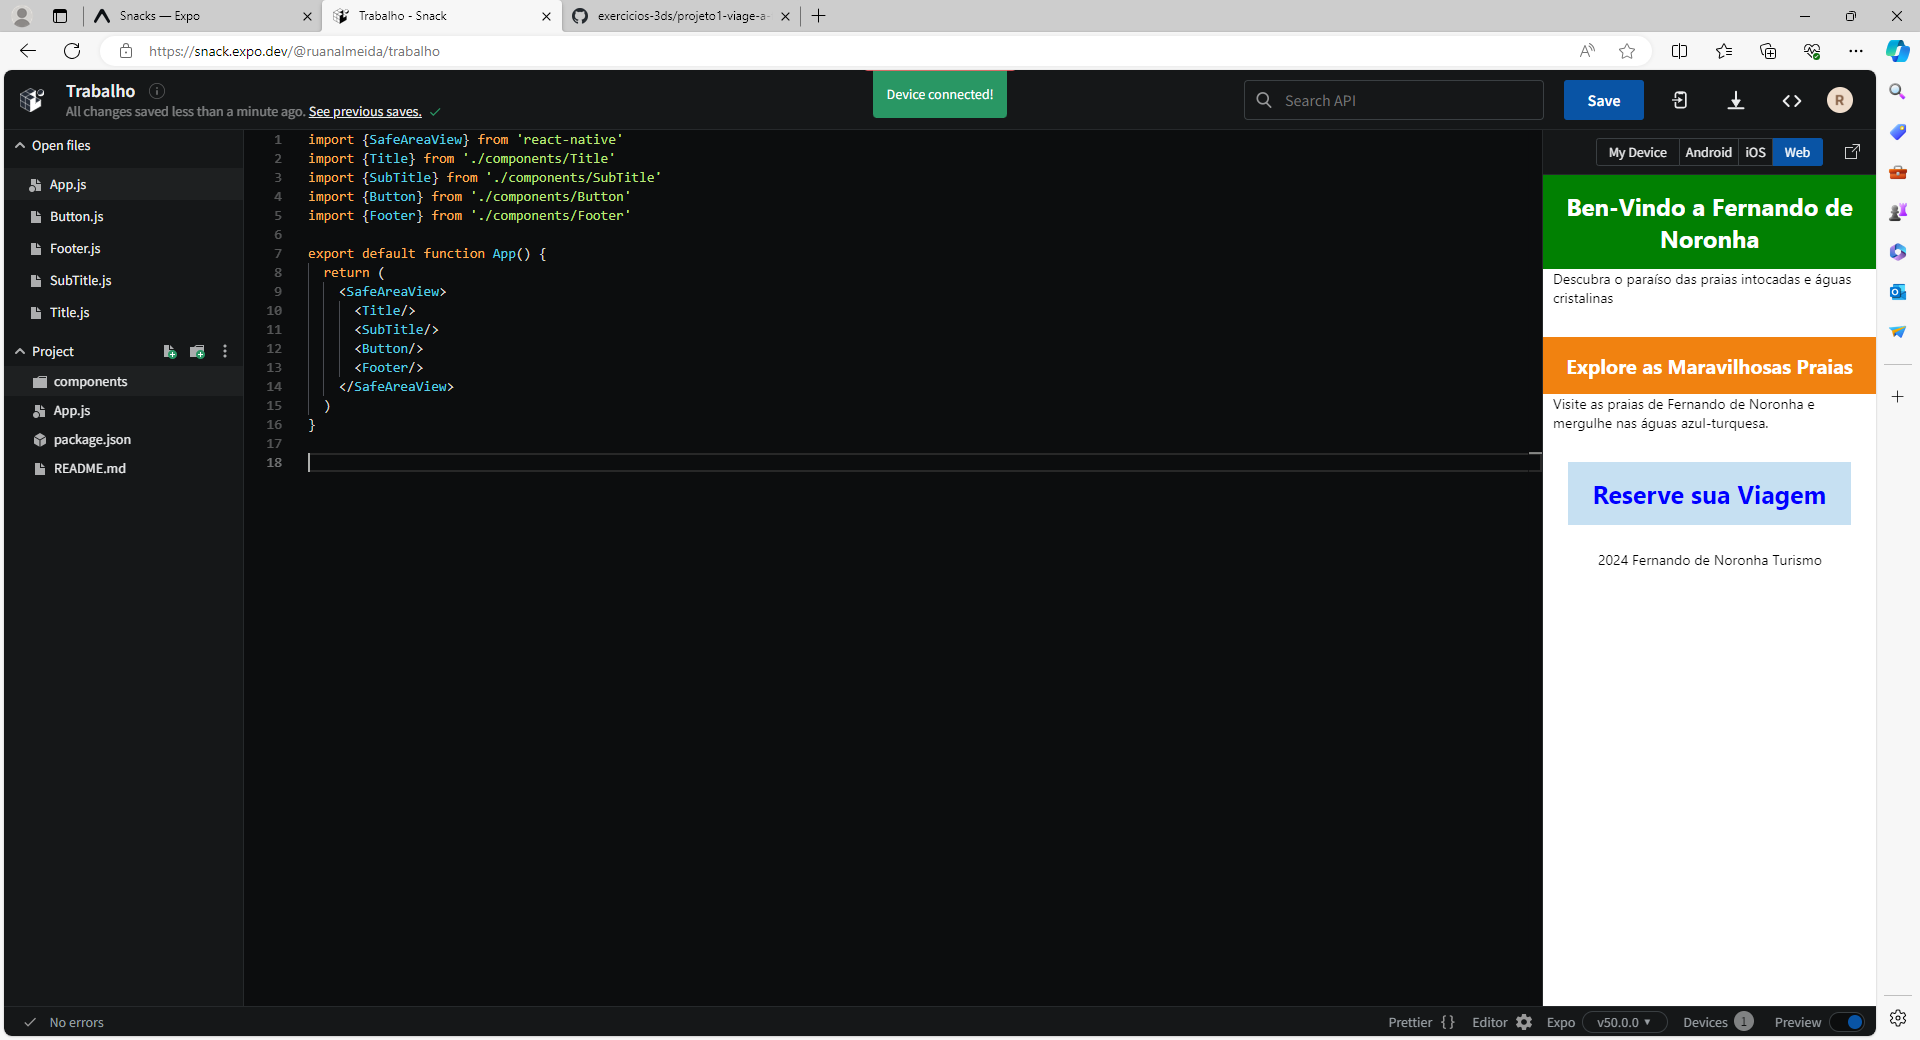 Snacks — Expo
Trabalho - Snack
exercicios-3ds/projeto1-viage-a-
https://snack.expo.dev/@ruanalmeida/trabalho
Trabalho
All changes saved less than a minute ago. See previous saves.
Device connected!
Search API
Save
R
Open files
App.js
Button.js
Footer.js
SubTitle.js
Title.js
Project
components
App.js
package.json
README.md
1 import {SafeAreaView} from 'react-native'
2 import {Title} from './components/Title'
3 import {SubTitle} from './components/SubTitle'
4 import {Button} from './components/Button'
5 import {Footer} from './components/Footer'
6
7 export default function App() {
8 return (
9 <SafeAreaView>
10 <Title/>
11 <SubTitle/>
12 <Button/>
13 <Footer/>
14 </SafeAreaView>
15 )
16 }
17
18
My Device Android iOS Web
Ben-Vindo a Fernando de
Noronha
Descubra o paraíso das praias intocadas e águas
cristalinas
Explore as Maravilhosas Praias
Visite as praias de Fernando de Noronha e
mergulhe nas águas azul-turquesa.
Reserve sua Viagem
2024 Fernando de Noronha Turismo
No errors
Prettier {} Editor Expo v50.0.0 Devices 1 Preview